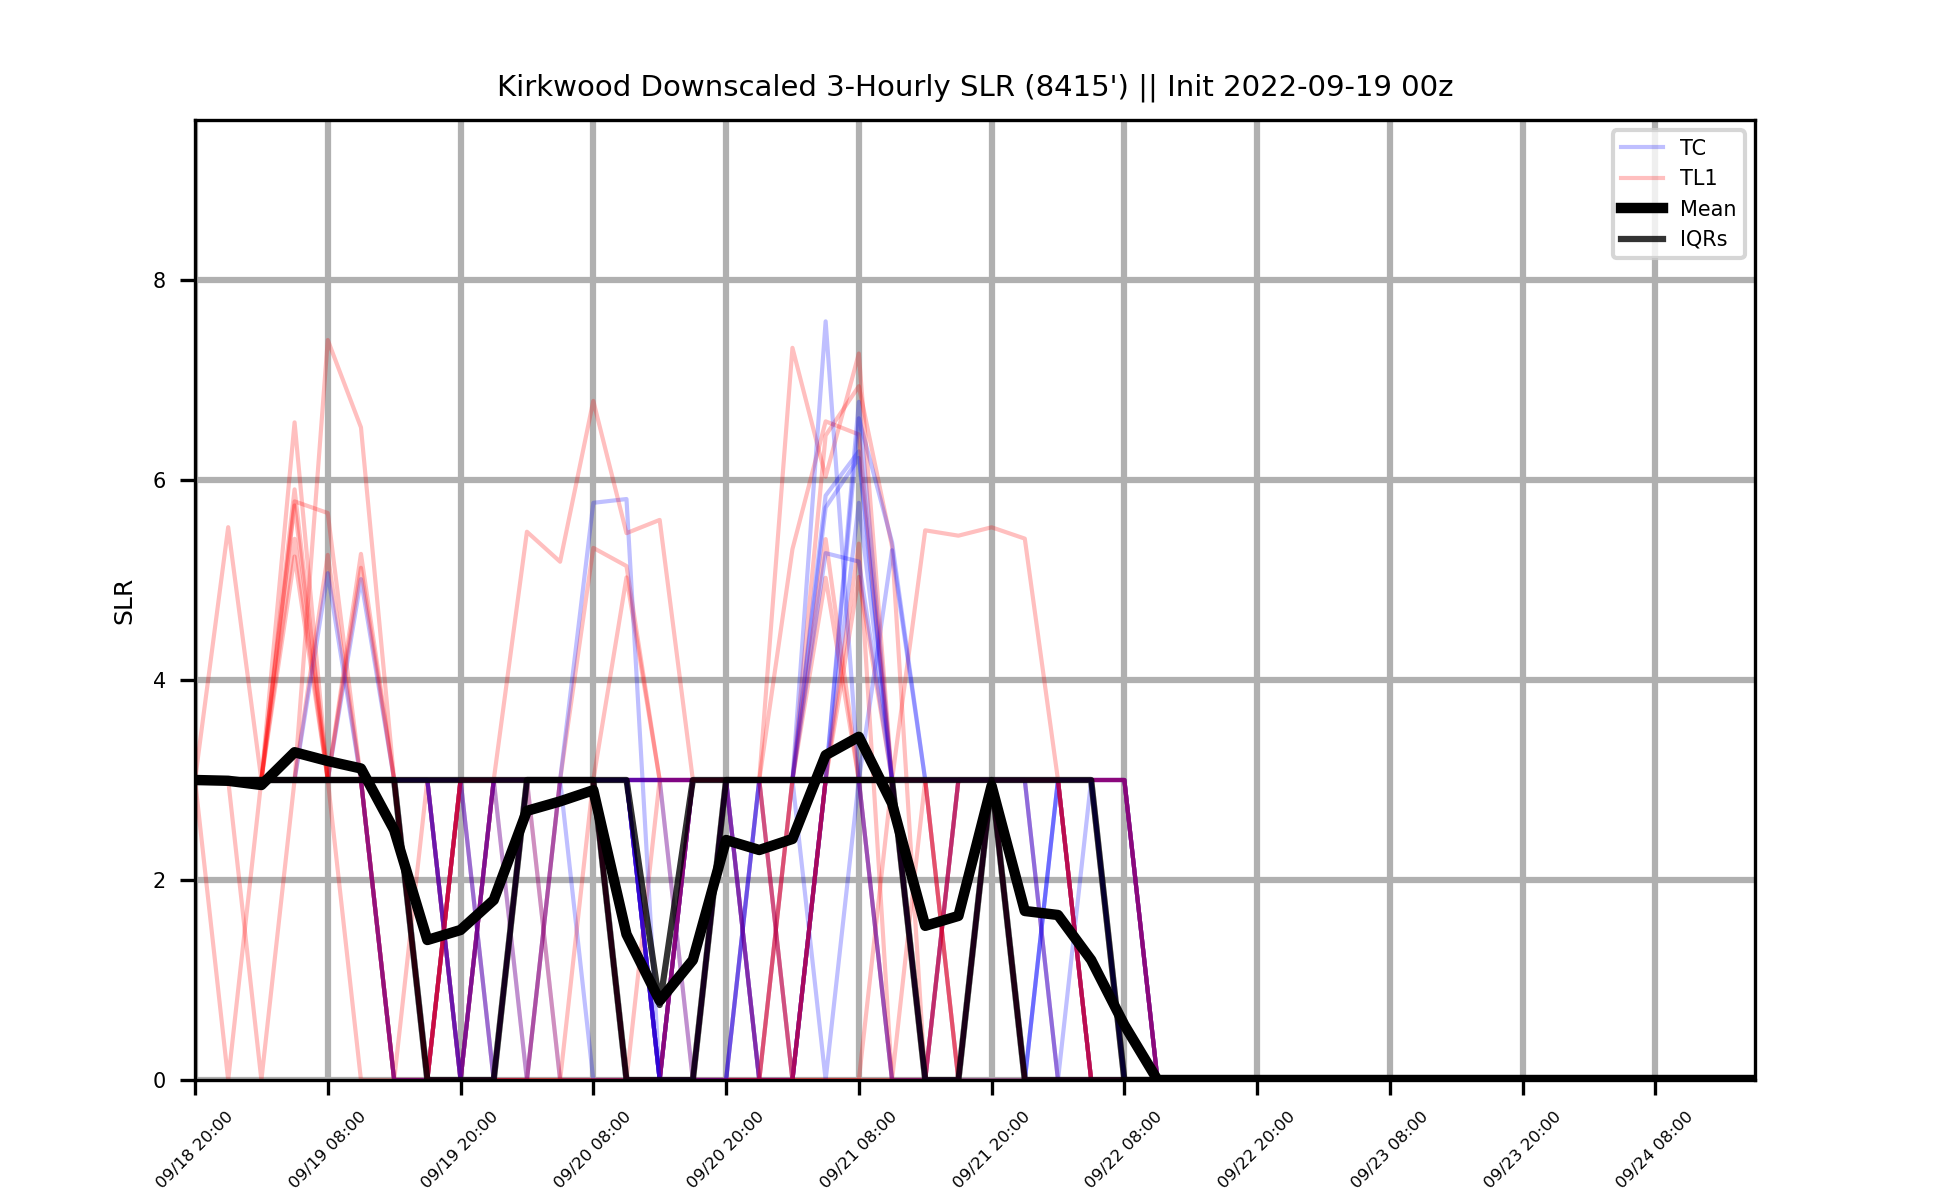 Kirkwood Downscaled 3-Hourly SLR (8415') || Init 2022-09-19 00z
TC
TL1
Mean
IQRs
SLR
8
6
4
2
0
09/18 20:00
09/19 08:00
09/19 20:00
09/20 08:00
09/20 20:00
09/21 08:00
09/21 20:00
09/22 08:00
09/22 20:00
09/23 08:00
09/23 20:00
09/24 08:00